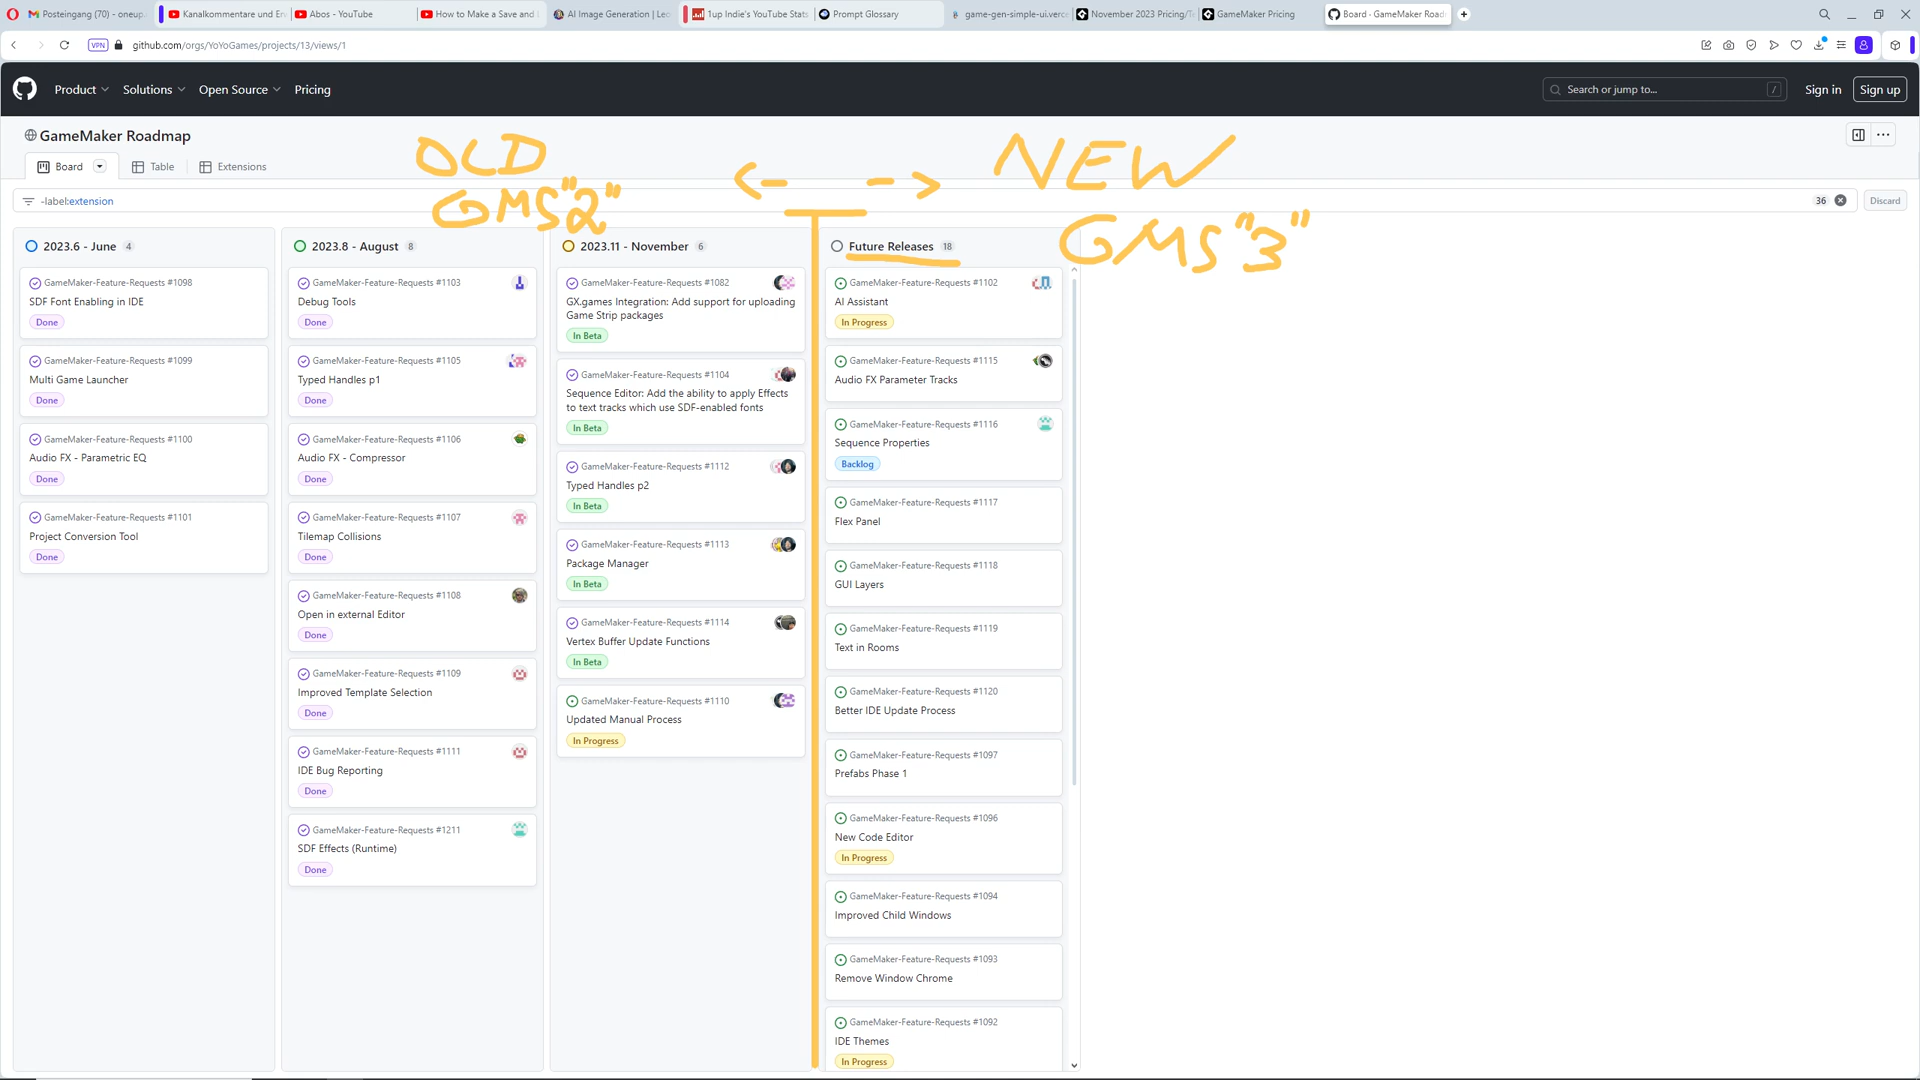 Posteingang (70) - oneup.
Kanalkommentare und Er
Abos - YouTube
How to Make a Save and
AI Image Generation | Leo
1up Indie's YouTube Stats
Prompt Glossary
game-gen-simple-ui.verce
November 2023 Pricing/Te
GameMaker Pricing
Board · GameMaker Road
VPN
github.com/orgs/YoYoGames/projects/13/views/1
Product
Solutions
Open Source
Pricing
Search or jump to...
/
Sign in
Sign up
GameMaker Roadmap
OLD
GMS"2"
<- -> NEW
GMS"3"
Board
Table
Extensions
-label:extension
36
Discard
2023.6 - June 4
GameMaker-Feature-Requests #1098
SDF Font Enabling in IDE
Done
GameMaker-Feature-Requests #1099
Multi Game Launcher
Done
GameMaker-Feature-Requests #1100
Audio FX - Parametric EQ
Done
GameMaker-Feature-Requests #1101
Project Conversion Tool
Done
2023.8 - August 8
GameMaker-Feature-Requests #1103
Debug Tools
Done
GameMaker-Feature-Requests #1105
Typed Handles p1
Done
GameMaker-Feature-Requests #1106
Audio FX - Compressor
Done
GameMaker-Feature-Requests #1107
Tilemap Collisions
Done
GameMaker-Feature-Requests #1108
Open in external Editor
Done
GameMaker-Feature-Requests #1109
Improved Template Selection
Done
GameMaker-Feature-Requests #1111
IDE Bug Reporting
Done
GameMaker-Feature-Requests #1211
SDF Effects (Runtime)
Done
2023.11 - November 6
GameMaker-Feature-Requests #1082
GX.games Integration: Add support for uploading
Game Strip packages
In Beta
GameMaker-Feature-Requests #1104
Sequence Editor: Add the ability to apply Effects
to text tracks which use SDF-enabled fonts
In Beta
GameMaker-Feature-Requests #1112
Typed Handles p2
In Beta
GameMaker-Feature-Requests #1113
Package Manager
In Beta
GameMaker-Feature-Requests #1114
Vertex Buffer Update Functions
In Beta
GameMaker-Feature-Requests #1110
Updated Manual Process
In Progress
Future Releases 18
GameMaker-Feature-Requests #1102
AI Assistant
In Progress
GameMaker-Feature-Requests #1115
Audio FX Parameter Tracks
GameMaker-Feature-Requests #1116
Sequence Properties
Backlog
GameMaker-Feature-Requests #1117
Flex Panel
GameMaker-Feature-Requests #1118
GUI Layers
GameMaker-Feature-Requests #1119
Text in Rooms
GameMaker-Feature-Requests #1120
Better IDE Update Process
GameMaker-Feature-Requests #1097
Prefabs Phase 1
GameMaker-Feature-Requests #1096
New Code Editor
In Progress
GameMaker-Feature-Requests #1094
Improved Child Windows
GameMaker-Feature-Requests #1093
Remove Window Chrome
GameMaker-Feature-Requests #1092
IDE Themes
In Progress